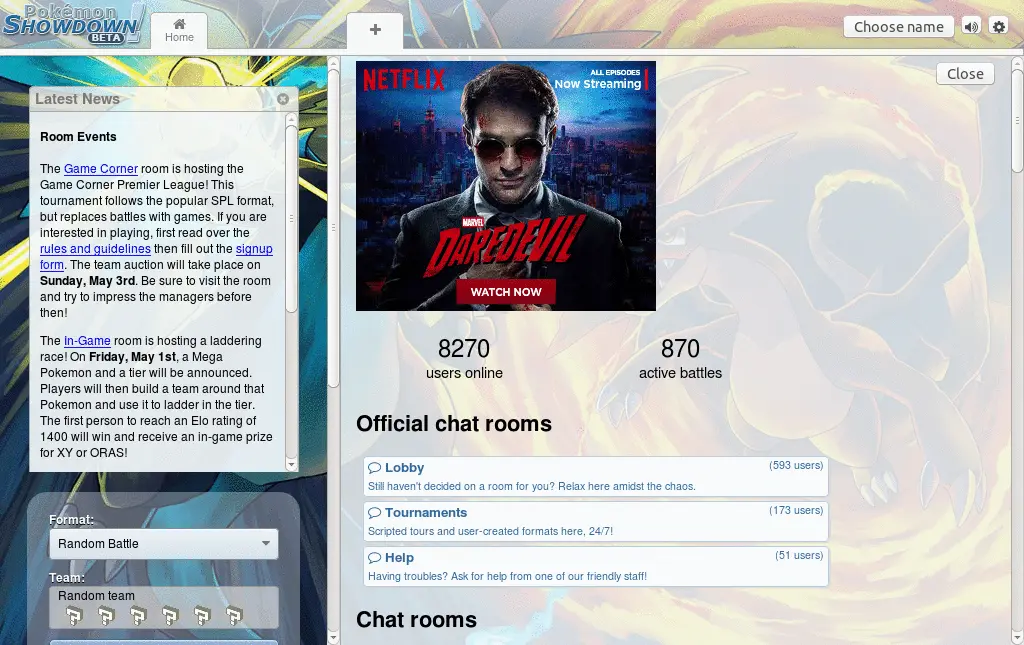 Pokémon
SHOWDOWN!
BETA
Home
+
Choose name
Latest News
Room Events
The Game Corner room is hosting the
Game Corner Premier League! This
tournament follows the popular SPL format,
but replaces battles with games. If you are
interested in playing, first read over the
rules and guidelines then fill out the signup
form. The team auction will take place on
Sunday, May 3rd. Be sure to visit the room
and try to impress the managers before
then!
The In-Game room is hosting a laddering
race! On Friday, May 1st, a Mega
Pokemon and a tier will be announced.
Players will then build a team around that
Pokemon and use it to ladder in the tier.
The first person to reach an Elo rating of
1400 will win and receive an in-game prize
for XY or ORAS!
Format:
Random Battle
Team:
Random team
? ? ? ? ? ?
Close
NETFLIX
ALL EPISODES
Now Streaming
MARVEL
DAREDEVIL
WATCH NOW
8270
users online
870
active battles
Official chat rooms
Lobby (593 users)
Still haven't decided on a room for you? Relax here amidst the chaos.
Tournaments (173 users)
Scripted tours and user-created formats here, 24/7!
Help (51 users)
Having troubles? Ask for help from one of our friendly staff!
Chat rooms